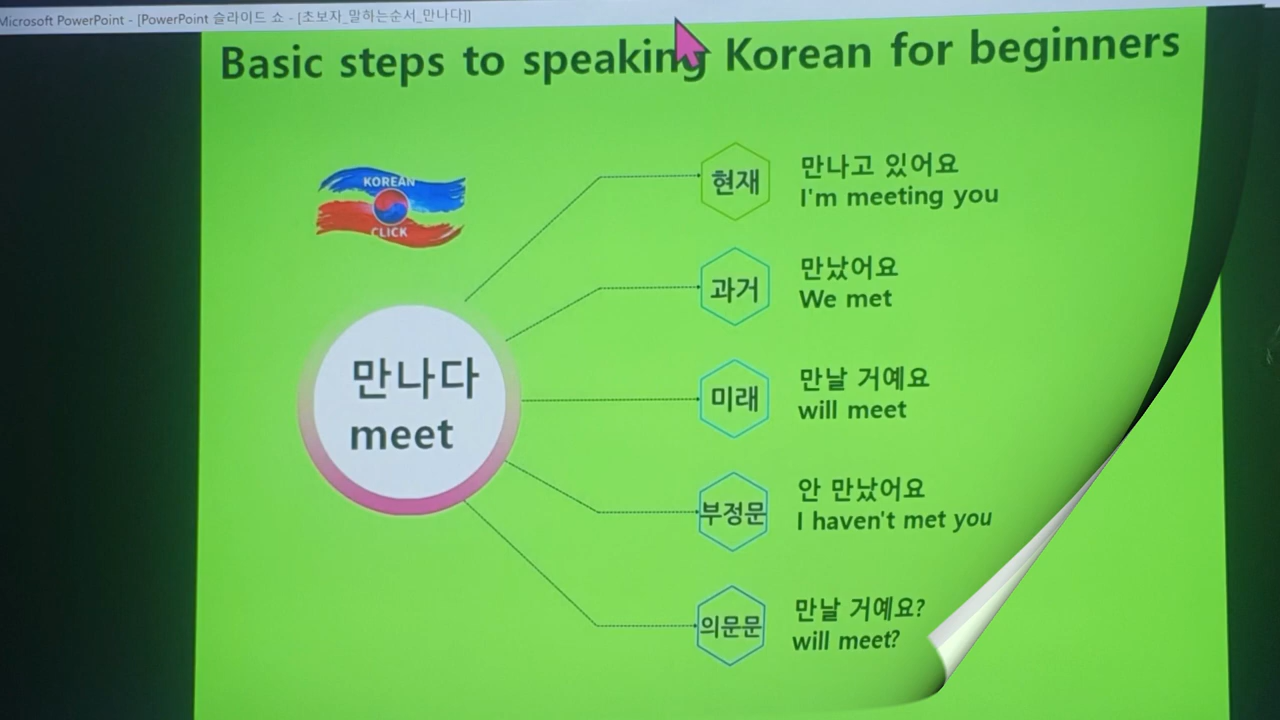 Microsoft PowerPoint - [PowerPoint 슬라이드 쇼 - [초보자_말하는순서_만나다]]
Basic steps to speaking Korean for beginners
KOREAN
CLICK
만나다
meet
현재
만나고 있어요
I'm meeting you
과거
만났어요
We met
미래
만날 거예요
will meet
부정문
안 만났어요
I haven't met you
의문문
만날 거예요?
will meet?